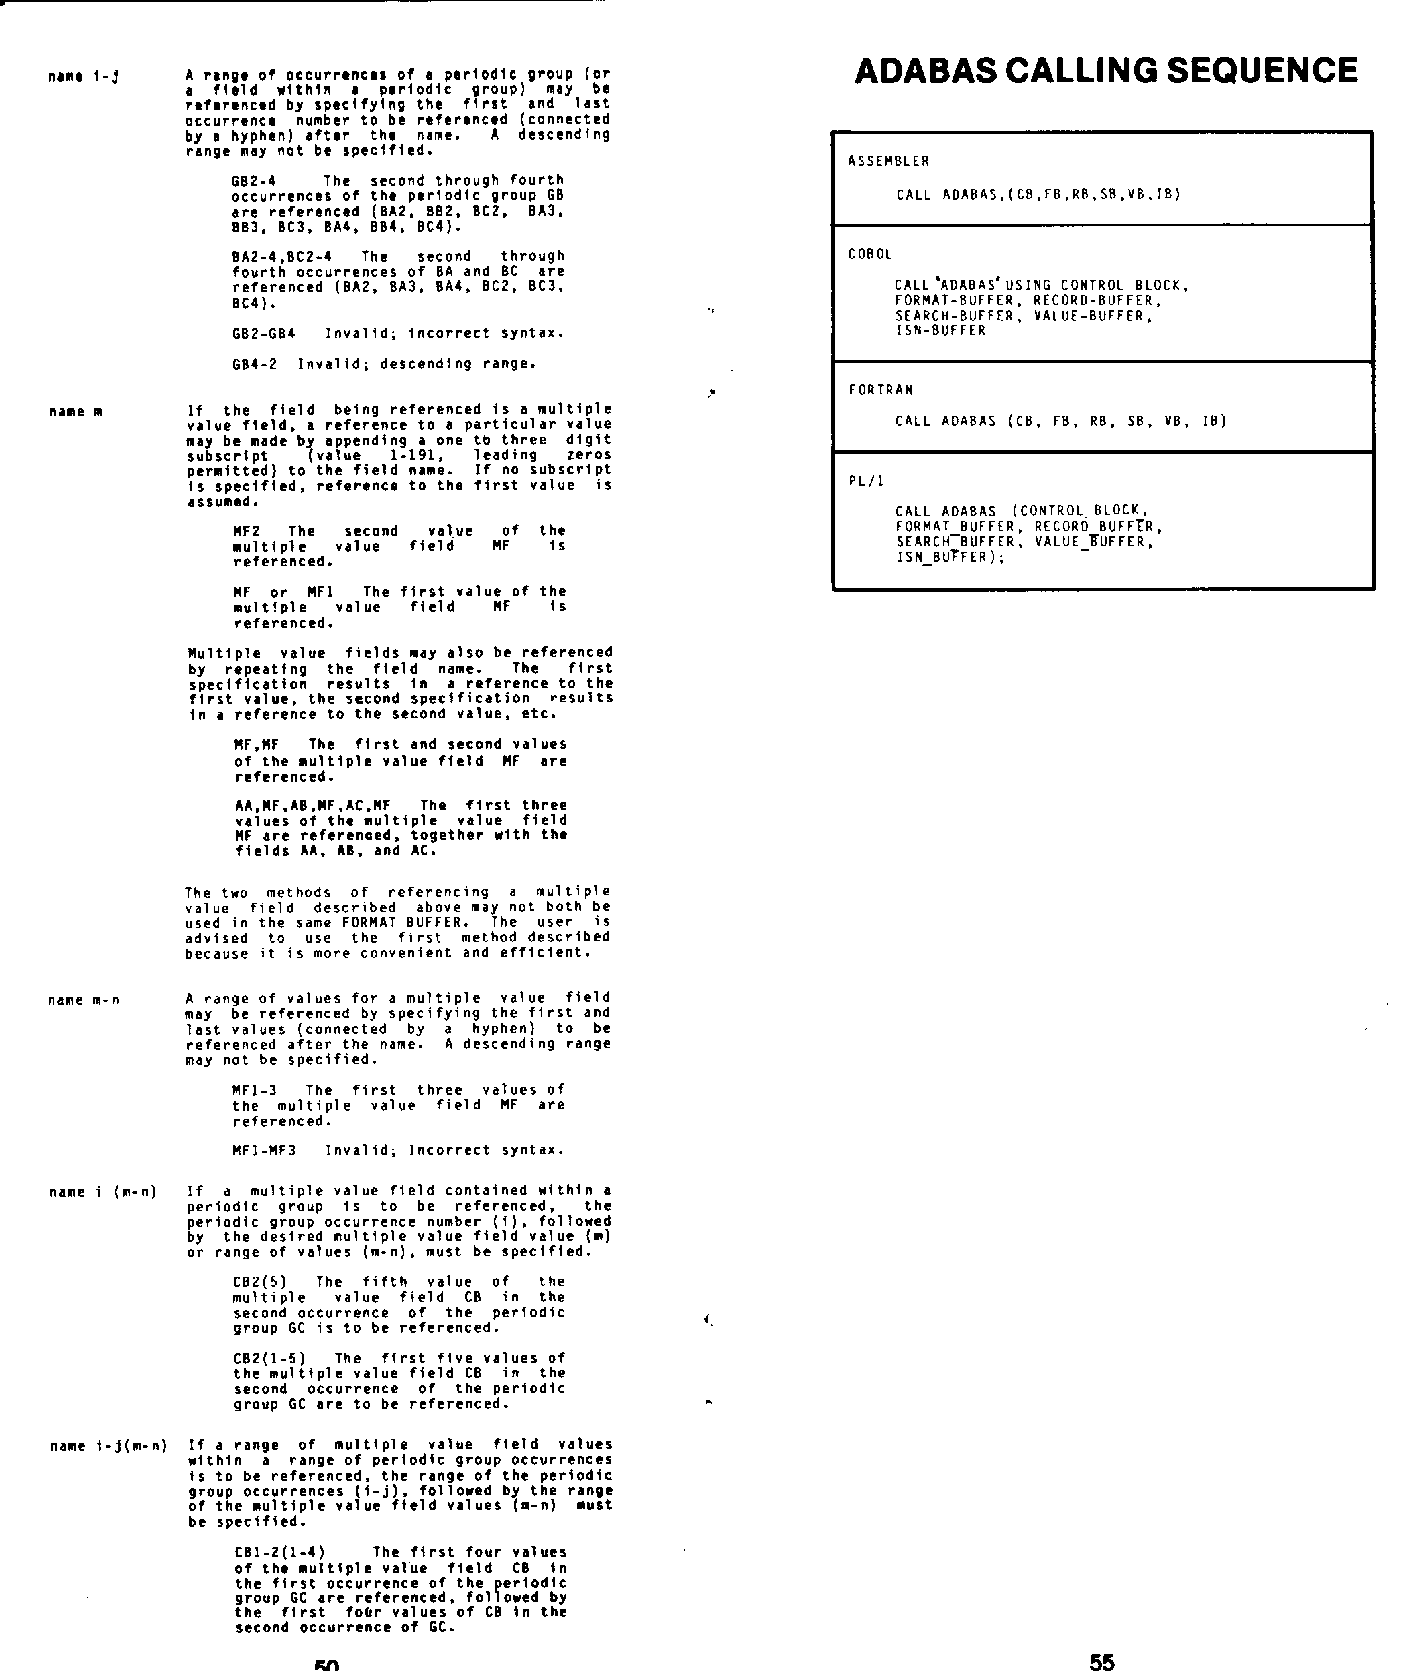 name i-j A range of occurrences of a periodic group (or
a field within a periodic group) may be
referenced by specifying the first and last
occurrence number to be referenced (connected
by a hyphen) after the name. A descending
range may not be specified.
GB2-4 The second through fourth
occurrences of the periodic group GB
are referenced (BA2, BB2, BC2, BA3,
BB3, BC3, BA4, BB4, BC4).
BA2-4,BC2-4 The second through
fourth occurrences of BA and BC are
referenced (BA2, BA3, BA4, BC2, BC3,
BC4).
GB2-GB4 Invalid; incorrect syntax.
GB4-2 Invalid; descending range.
name m If the field being referenced is a multiple
value field, a reference to a particular value
may be made by appending a one to three digit
subscript (value 1-191, leading zeros
permitted) to the field name. If no subscript
is specified, reference to the first value is
assumed.
MF2 The second value of the
multiple value field MF is
referenced.
MF or MF1 The first value of the
multiple value field MF is
referenced.
Multiple value fields may also be referenced
by repeating the field name. The first
specification results in a reference to the
first value, the second specification results
in a reference to the second value, etc.
MF,MF The first and second values
of the multiple value field MF are
referenced.
AA,MF,AB,MF,AC,MF The first three
values of the multiple value field
MF are referenced, together with the
fields AA, AB, and AC.
The two methods of referencing a multiple
value field described above may not both be
used in the same FORMAT BUFFER. The user is
advised to use the first method described
because it is more convenient and efficient.
name m-n A range of values for a multiple value field
may be referenced by specifying the first and
last values (connected by a hyphen) to be
referenced after the name. A descending range
may not be specified.
MF1-3 The first three values of
the multiple value field MF are
referenced.
MF1-MF3 Invalid; Incorrect syntax.
name i (m-n) If a multiple value field contained within a
periodic group is to be referenced, the
periodic group occurrence number (i), followed
by the desired multiple value field value (m)
or range of values (m-n), must be specified.
CB2(5) The fifth value of the
multiple value field CB in the
second occurrence of the periodic
group GC is to be referenced.
CB2(1-5) The first five values of
the multiple value field CB in the
second occurrence of the periodic
group GC are to be referenced.
name i-j(m-n) If a range of multiple value field values
within a range of periodic group occurrences
is to be referenced, the range of the periodic
group occurrences (i-j), followed by the range
of the multiple value field values (m-n) must
be specified.
CB1-2(1-4) The first four values
of the multiple value field CB in
the first occurrence of the periodic
group GC are referenced, followed by
the first four values of CB in the
second occurrence of GC.
50
ADABAS CALLING SEQUENCE
ASSEMBLER
CALL ADABAS,(CB,FB,RB,SB,VB,IB)
COBOL
CALL 'ADABAS' USING CONTROL BLOCK,
FORMAT-BUFFER, RECORD-BUFFER,
SEARCH-BUFFER, VALUE-BUFFER,
ISN-BUFFER
FORTRAN
CALL ADABAS (CB, FB, RB, SB, VB, IB)
PL/1
CALL ADABAS (CONTROL_BLOCK,
FORMAT_BUFFER, RECORD_BUFFER,
SEARCH_BUFFER, VALUE_BUFFER,
ISN_BUFFER);
55